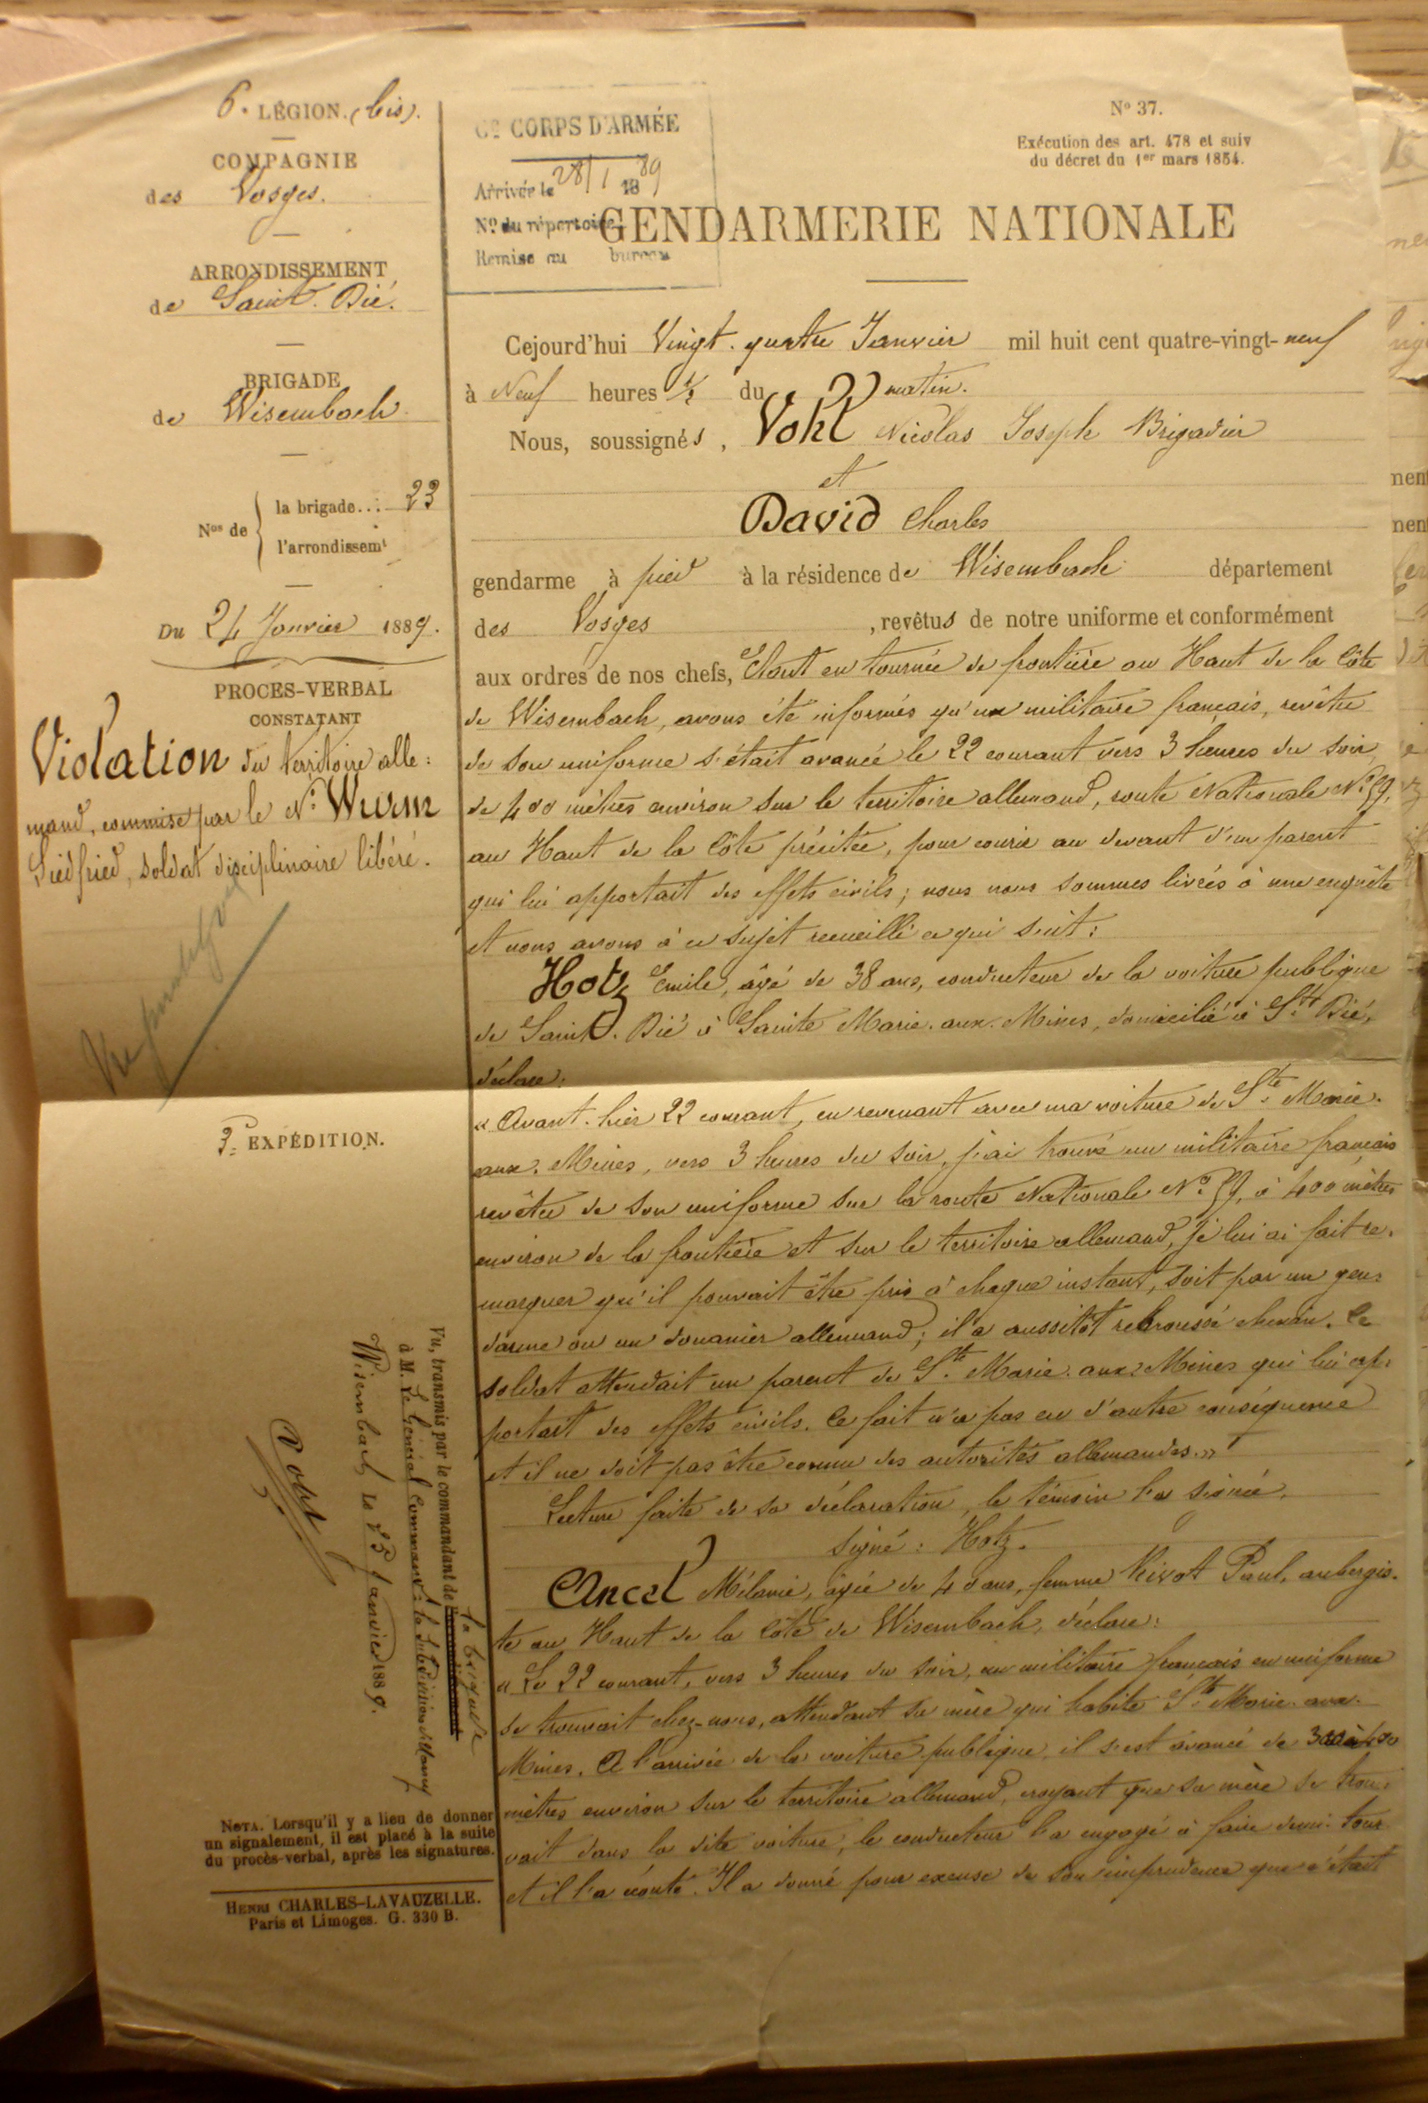 6e LÉGION. (bis).
COMPAGNIE
des Vosges.
ARRONDISSEMENT
de Saint-Dié.
BRIGADE
de Wisembach
Nos de
la brigade... 23
l'arrondissemt
Du 24 Janvier 1889.
PROCÈS-VERBAL
CONSTATANT
Violation du territoire alle=
mand, commise par le Né Wurm
Siedfried, soldat disciplinaire libéré.
3e EXPÉDITION.
Vu, transmis par le commandant de la brigade
à M. le Général Command. la Subdivision de
Wisembach, le 25 Janvier 1889.
Vohl
NOTA. Lorsqu'il y a lieu de donner
un signalement, il est placé à la suite
du procès-verbal, après les signatures.
HENRI CHARLES-LAVAUZELLE.
Paris et Limoges. G. 330 B.
6e CORPS D'ARMÉE
Arrivée le 28/1 1889
No du répertoire
Remise au bureau
No 37.
Exécution des art. 478 et suiv
du décret du 1er mars 1854.
GENDARMERIE NATIONALE
Cejourd'hui Vingt-quatre Janvier mil huit cent quatre-vingt-neuf
à Neuf heures ½ du matin.
Nous, soussignés, Vohl Nicolas Joseph Brigadier
et
David Charles
gendarme à pied à la résidence de Wisembach département
des Vosges, revêtus de notre uniforme et conformément
aux ordres de nos chefs, Etant en tournée de frontière au Haut de la Côte
de Wisembach, avons été informés qu'un militaire français, revêtu
de son uniforme s'était avancé le 22 courant vers 3 heures du soir,
de 400 mètres environ sur le territoire allemand, route Nationale No 59,
au Haut de la Côte précitée, pour courir au devant d'un parent
qui lui apportait des effets civils; nous nous sommes livrés à une enquête
et nous avons à ce sujet recueilli ce qui suit:
Hotz Emile, âgé de 38 ans, conducteur de la voiture publique
de Saint-Dié à Sainte Marie-aux-Mines, domicilié à St Dié,
déclare:
« Avant-hier 22 courant, en revenant avec ma voiture de Ste Marie-
aux-Mines, vers 3 heures du soir, j'ai trouvé un militaire français
revêtu de son uniforme sur la route Nationale No 59, à 400 mètres
environ de la frontière et sur le territoire allemand, je lui ai fait re-
marquer qu'il pouvait être pris à chaque instant, soit par un gen=
darme ou un douanier allemand; il a aussitôt rebroussé chemin. Ce
soldat attendait un parent de Ste Marie-aux-Mines qui lui ap-
portait des effets civils. Ce fait n'a pas eu d'autre conséquence
et il ne doit pas être connu des autorités allemandes. »
Lecture faite de sa déclaration, le témoin l'a signée.
signé: Hotz.
Ancel Mélanie, âgée de 40 ans, femme Paul, aubergis-
te au Haut de la Côte de Wisembach, déclare:
« Le 22 courant, vers 3 heures du soir, un militaire français en uniforme
se trouvait chez-nous, attendant sa mère qui habite Ste Marie-aux-
Mines. A l'arrivée de la voiture publique, il s'est avancé de 300 à 400
mètres environ sur le territoire allemand, croyant que sa mère se trou-
vait dans la dite voiture, le conducteur l'a engagé à faire demi-tour
et il l'a écouté. Il a donné pour excuse de son imprudence que c'était